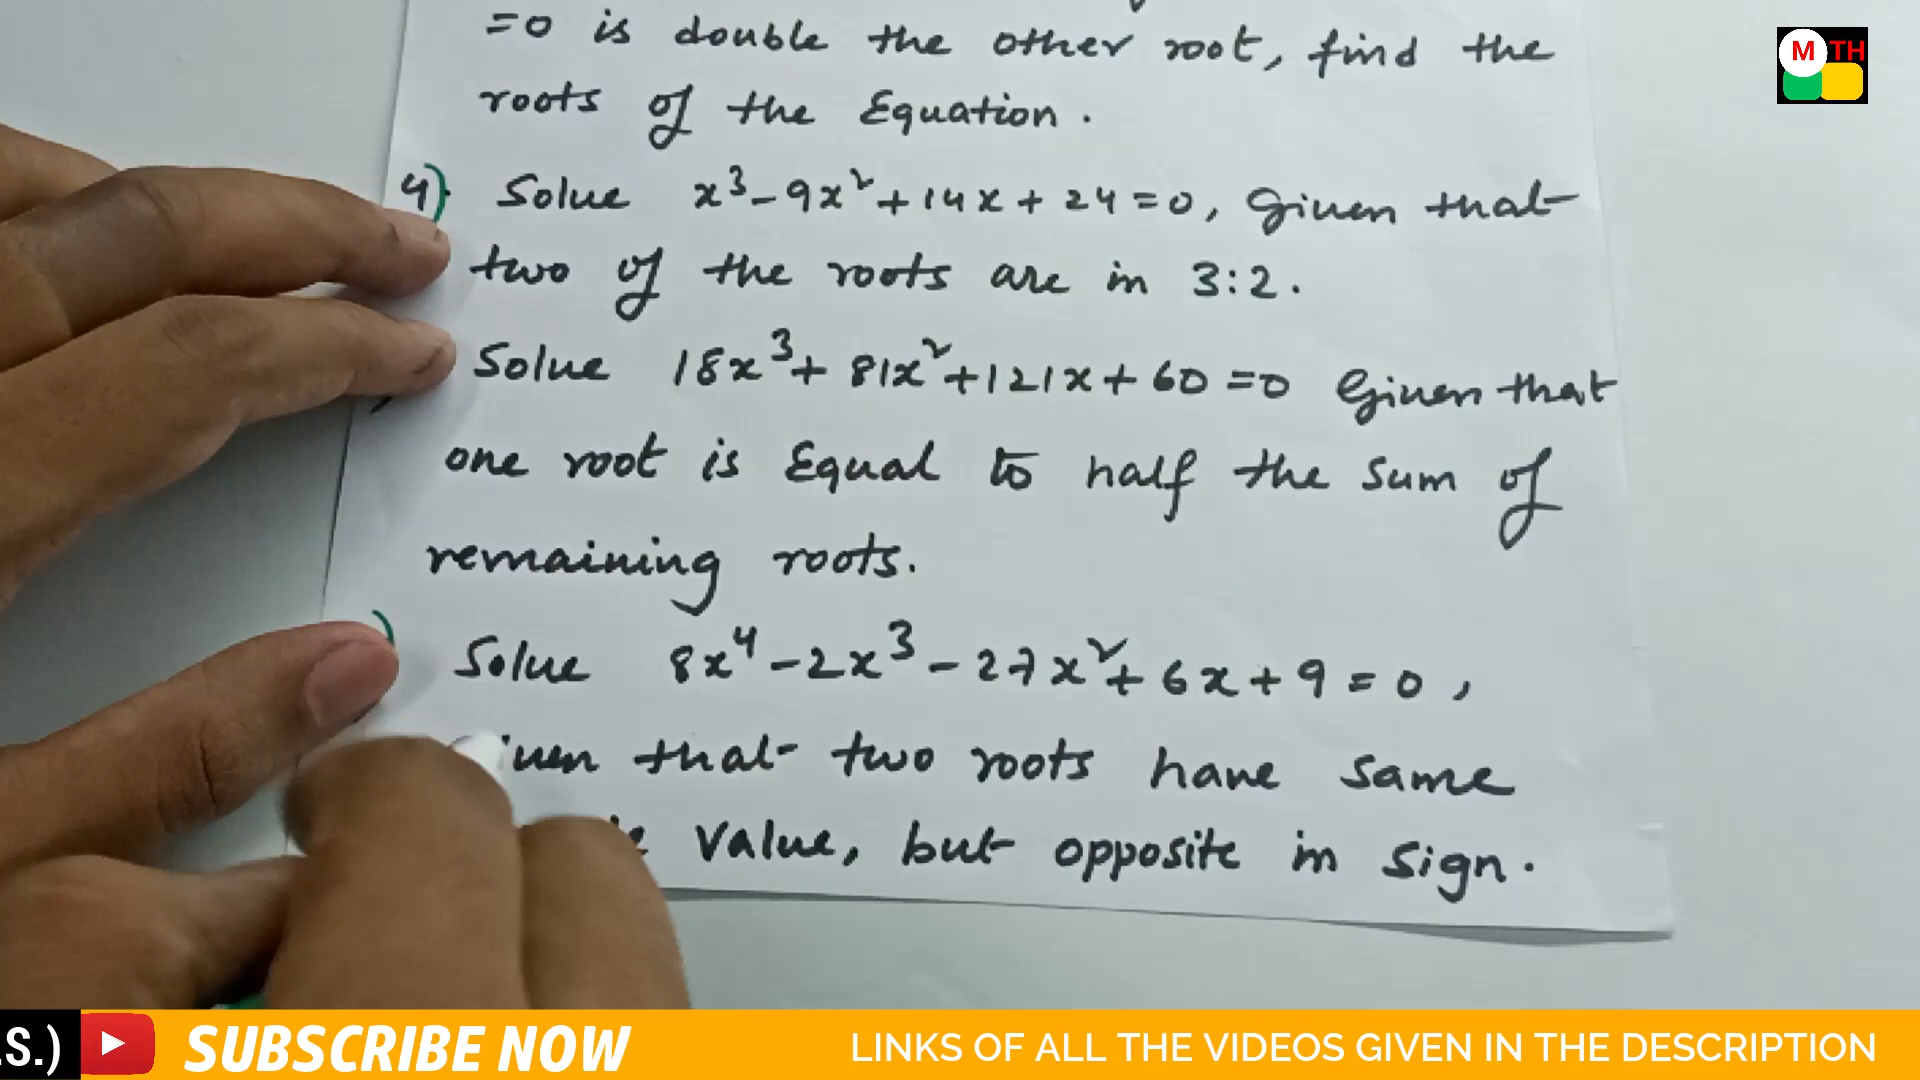 =0 is double the other root, find the
roots of the Equation.
M TH
4) Solve x³-9x²+14x+24=0, given that
two of the roots are in 3:2.
Solve 18x³+81x²+121x+60=0 Given that
one root is Equal to half the sum of
remaining roots.
) Solve 8x⁴-2x³-27x²+6x+9=0,
that two roots have same
value, but opposite in sign.
.S.) SUBSCRIBE NOW LINKS OF ALL THE VIDEOS GIVEN IN THE DESCRIPTION